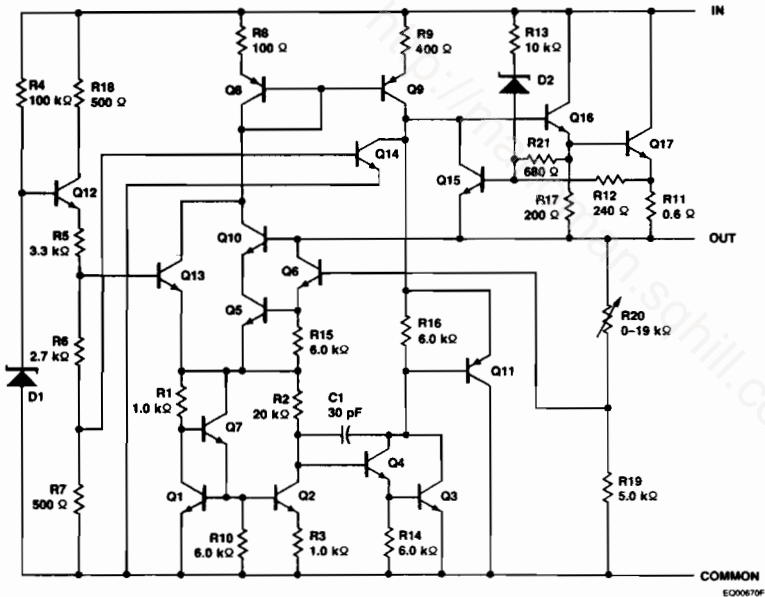 IN
R4
100 kΩ
R18
500 Ω
R8
100 Ω
R9
400 Ω
R13
10 kΩ
D2
Q8
Q9
Q16
Q17
Q12
Q14
R21
680 Ω
Q15
R12
240 Ω
R17
200 Ω
R11
0.6 Ω
R5
3.3 kΩ
Q10
OUT
Q13
Q6
Q5
R6
2.7 kΩ
R15
6.0 kΩ
R16
6.0 kΩ
R20
0–19 kΩ
Q11
D1
R1
1.0 kΩ
R2
20 kΩ
C1
30 pF
Q7
Q4
R7
500 Ω
Q1
Q2
Q3
R19
5.0 kΩ
R10
6.0 kΩ
R3
1.0 kΩ
R14
6.0 kΩ
COMMON
EQ00670F